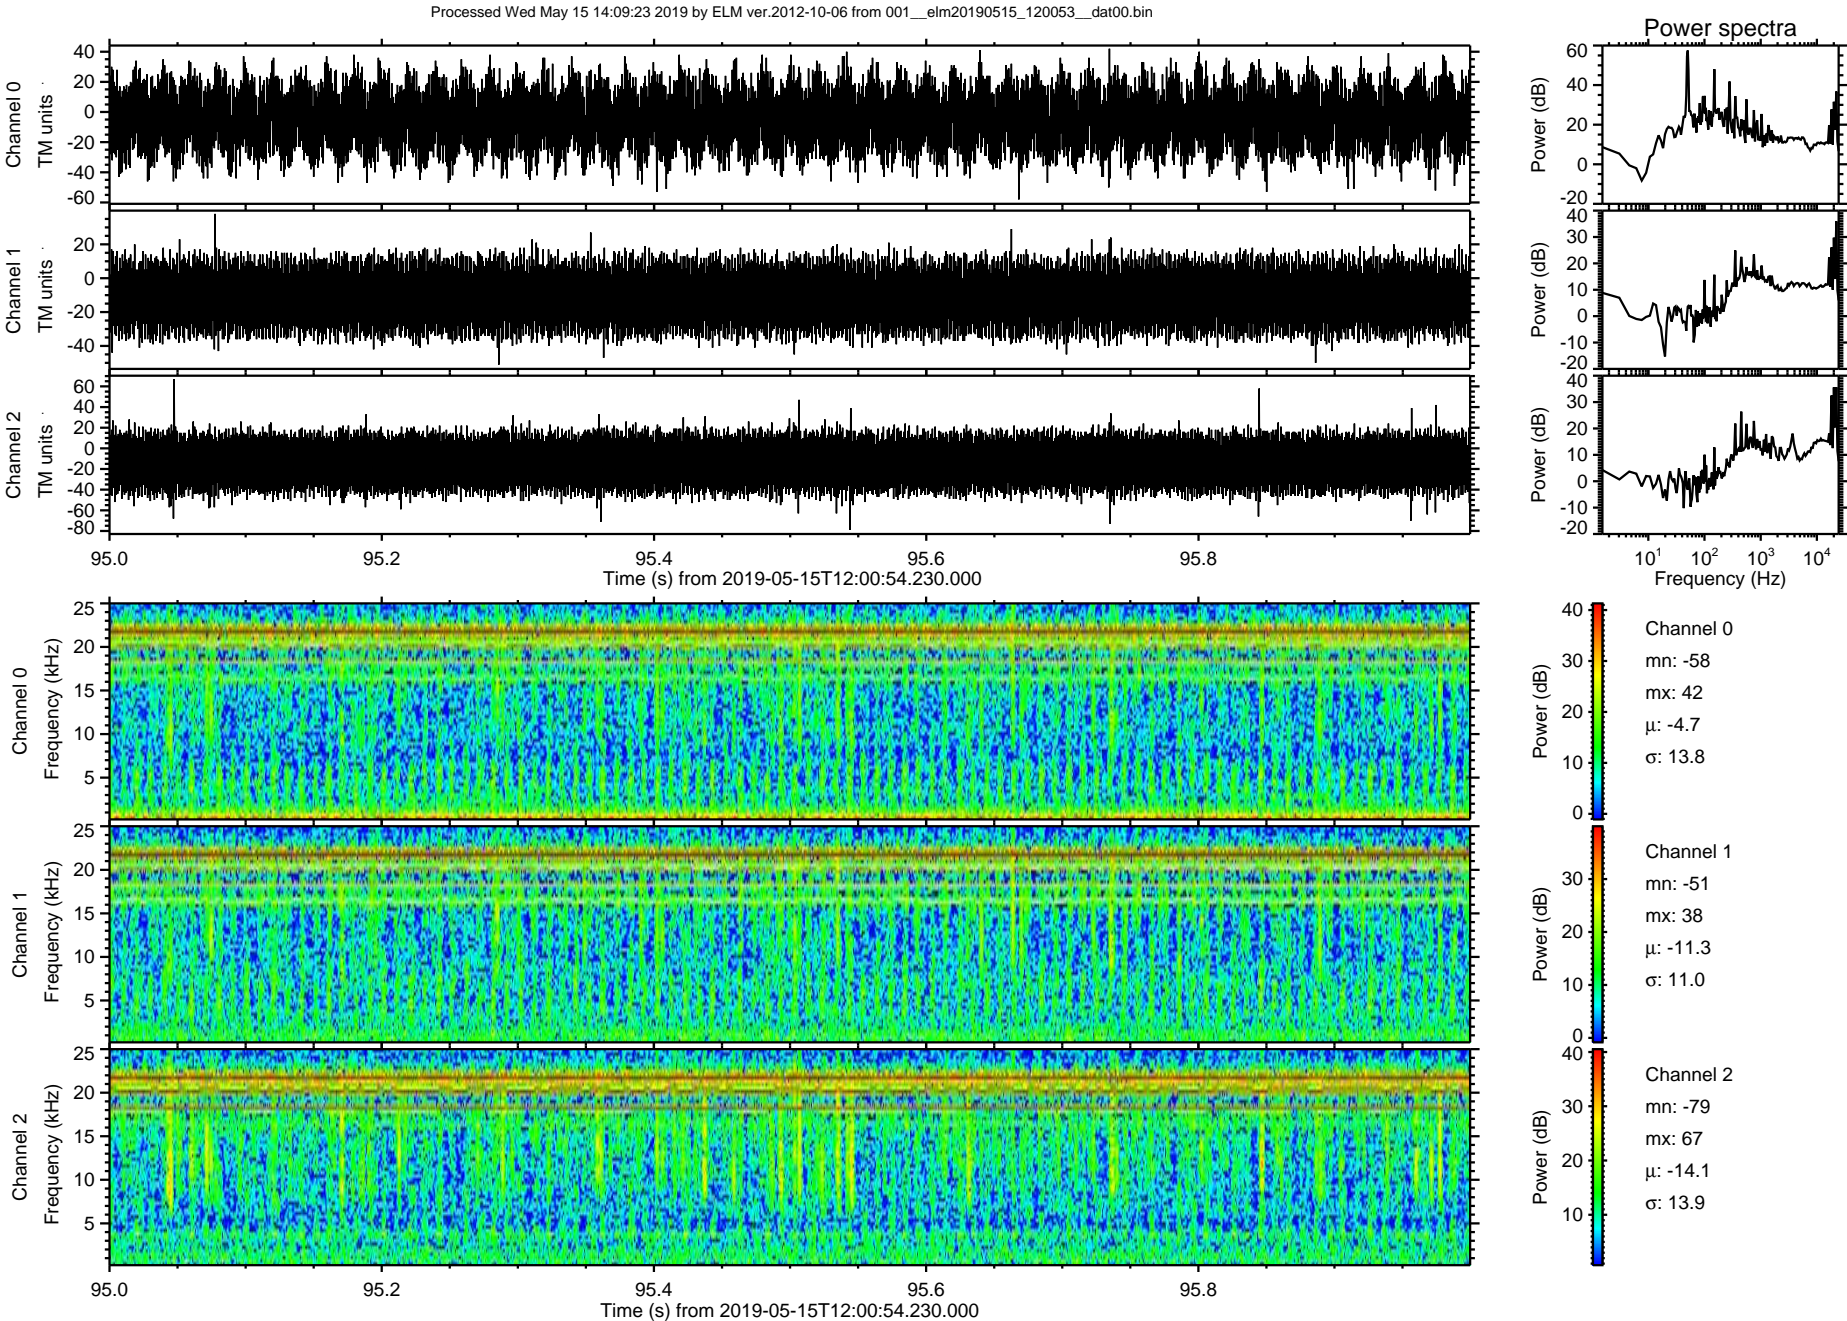 Processed Wed May 15 14:09:23 2019 by ELM ver.2012-10-06 from 001__elm20190515_120053__dat00.bin
Power spectra
Channel 0
TM units
40
20
0
-20
-40
-60
Power (dB)
60
40
20
0
-20
Channel 1
TM units
20
0
-20
-40
Power (dB)
40
30
20
10
0
-10
-20
Channel 2
TM units
60
40
20
0
-20
-40
-60
-80
Power (dB)
40
30
20
10
0
-10
-20
95.0 95.2 95.4 95.6 95.8
Time (s) from 2019-05-15T12:00:54.230.000
10¹ 10² 10³ 10⁴
Frequency (Hz)
Channel 0
Frequency (kHz)
25
20
15
10
5
Power (dB)
40
30
20
10
0
Channel 0
mn: -58
mx: 42
μ: -4.7
σ: 13.8
Channel 1
Frequency (kHz)
25
20
15
10
5
Power (dB)
30
20
10
0
Channel 1
mn: -51
mx: 38
μ: -11.3
σ: 11.0
Channel 2
Frequency (kHz)
25
20
15
10
5
Power (dB)
40
30
20
10
Channel 2
mn: -79
mx: 67
μ: -14.1
σ: 13.9
95.0 95.2 95.4 95.6 95.8
Time (s) from 2019-05-15T12:00:54.230.000